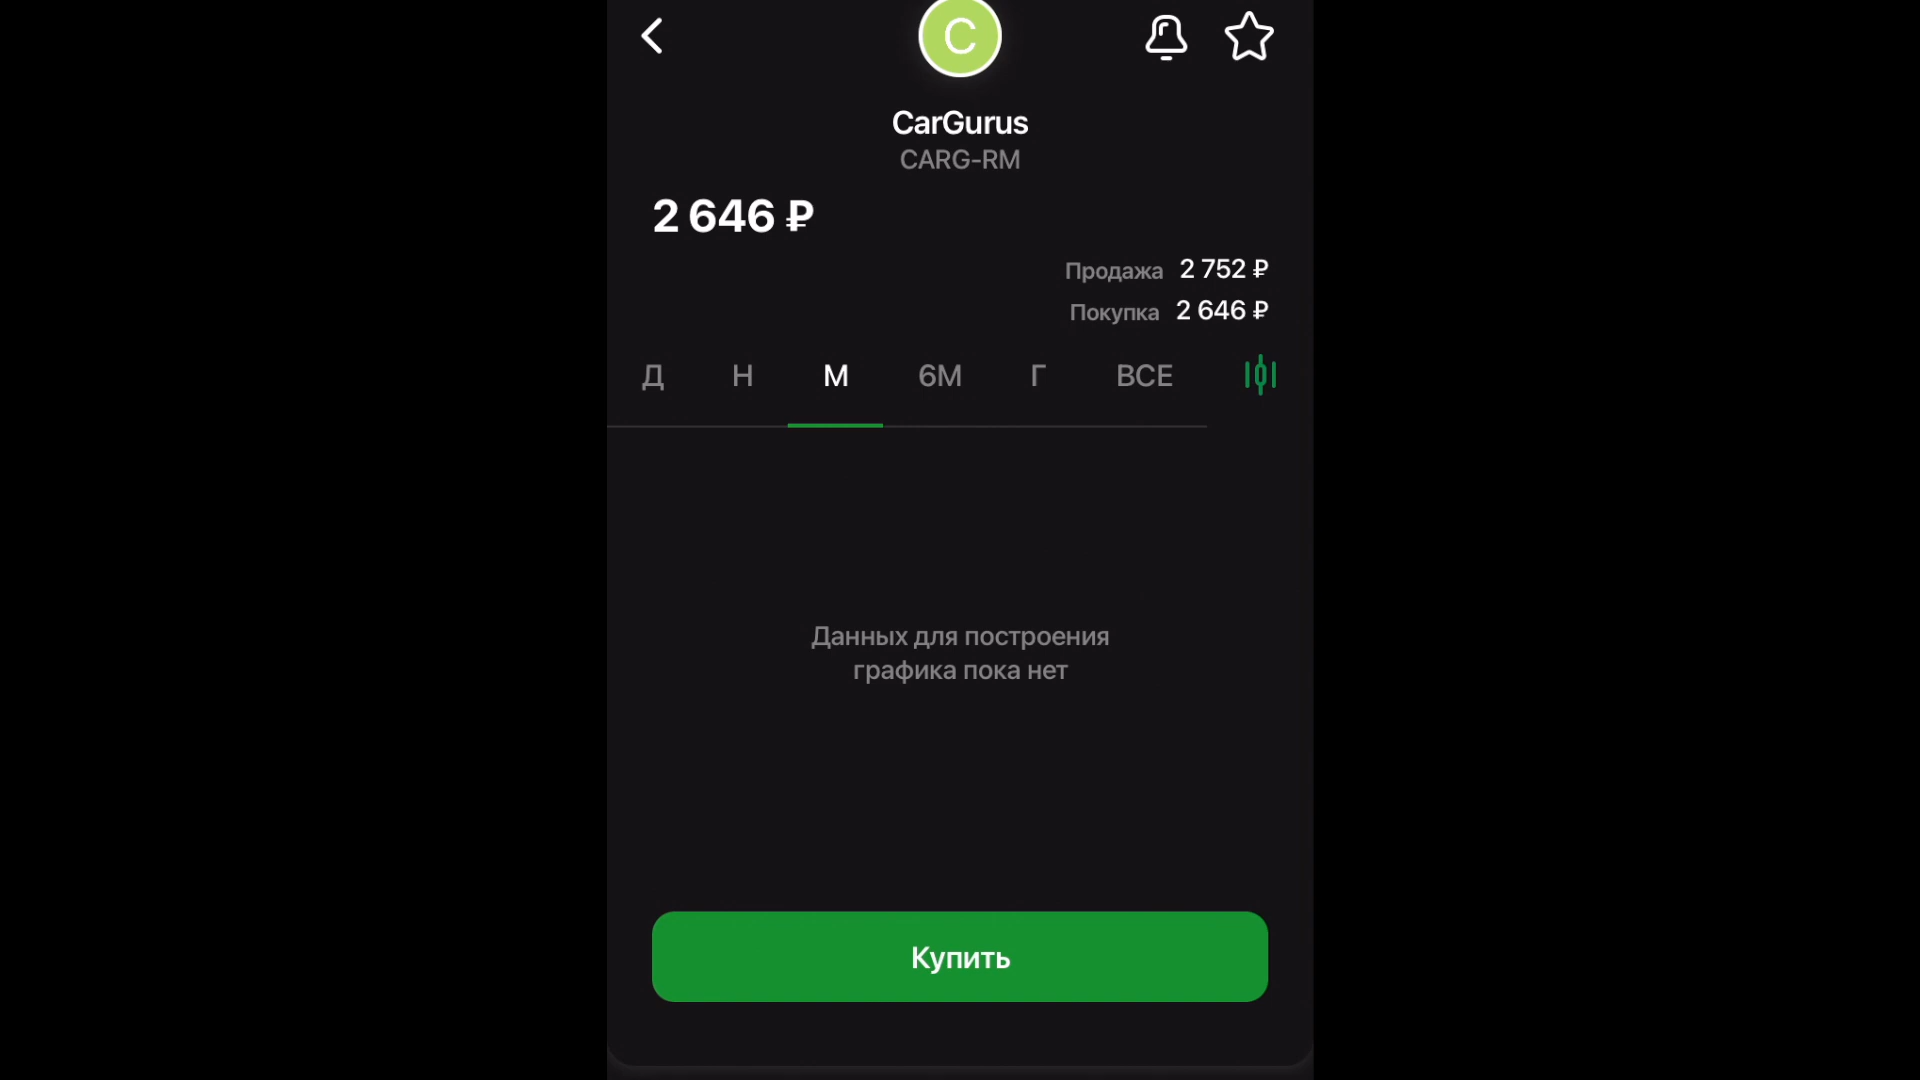 C
CarGurus
CARG-RM
2 646 ₽
Продажа 2 752 ₽
Покупка 2 646 ₽
Д Н М 6М Г ВСЕ
Данных для построения
графика пока нет
Купить